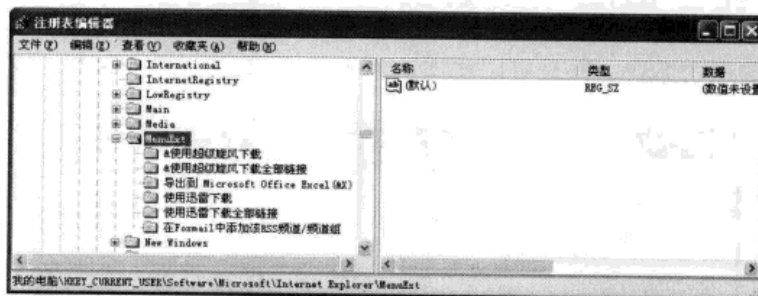 注册表编辑器
文件(F) 编辑(E) 查看(V) 收藏夹(A) 帮助(H)
International
InternetRegistry
LowRegistry
Main
Media
MenuExt
&使用超级旋风下载
&使用超级旋风下载全部链接
导出到 Microsoft Office Excel(&X)
使用迅雷下载
使用迅雷下载全部链接
在Foxmail中添加该RSS频道/频道组
New Windows
名称 类型 数据
ab (默认) REG_SZ (数值未设置
我的电脑\HKEY_CURRENT_USER\Software\Microsoft\Internet Explorer\MenuExt